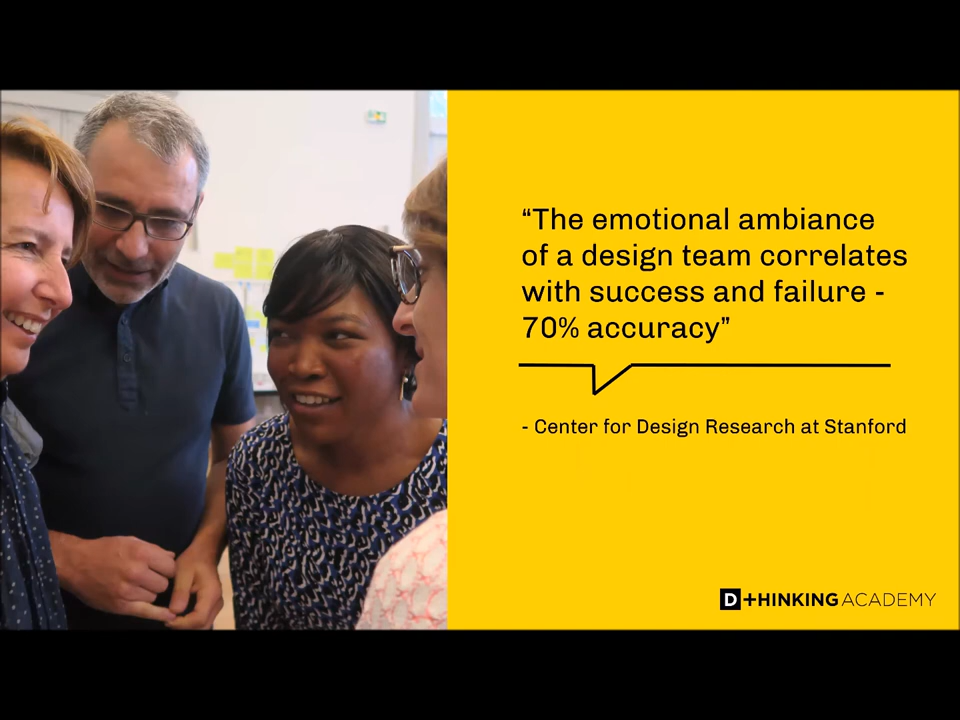 “The emotional ambiance
of a design team correlates
with success and failure -
70% accuracy”
- Center for Design Research at Stanford
D+HINKING ACADEMY